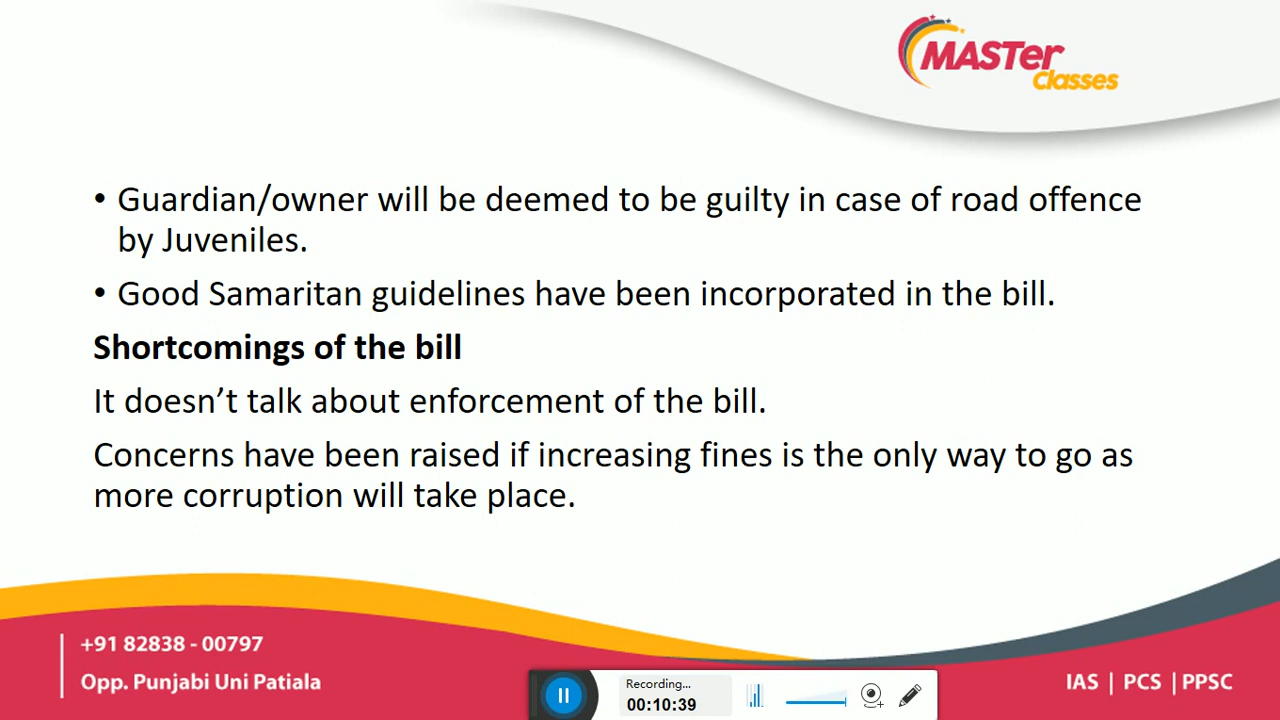 MASTer
Classes
• Guardian/owner will be deemed to be guilty in case of road offence
by Juveniles.
• Good Samaritan guidelines have been incorporated in the bill.
Shortcomings of the bill
It doesn’t talk about enforcement of the bill.
Concerns have been raised if increasing fines is the only way to go as
more corruption will take place.
+91 82838 - 00797
Opp. Punjabi Uni Patiala
Recording...
00:10:39
IAS | PCS | PPSC